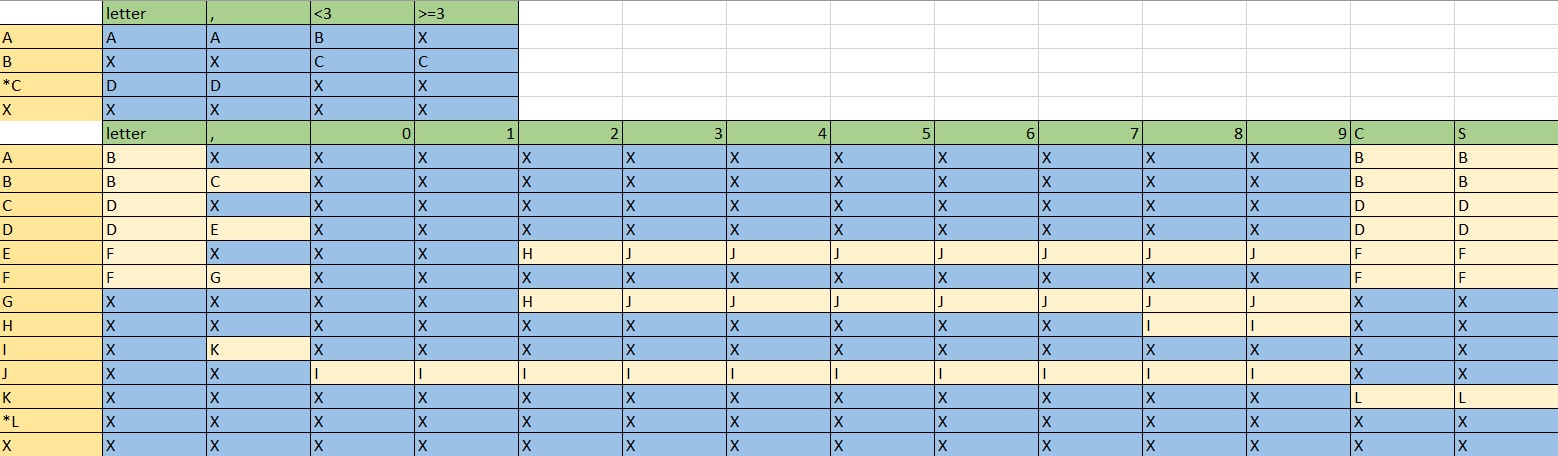 letter , <3 >=3
A A A B X
B X X C C
*C D D X X
X X X X X
letter , 0 1 2 3 4 5 6 7 8 9 C S
A B X X X X X X X X X X X B B
B B C X X X X X X X X X X B B
C D X X X X X X X X X X X D D
D D E X X X X X X X X X X D D
E F X X X H J J J J J J J F F
F F G X X X X X X X X X X F F
G X X X X H J J J J J J J X X
H X X X X X X X X X X I I X X
I X K X X X X X X X X X X X X
J X X I I I I I I I I I I X X
K X X X X X X X X X X X X L L
*L X X X X X X X X X X X X X X
X X X X X X X X X X X X X X X